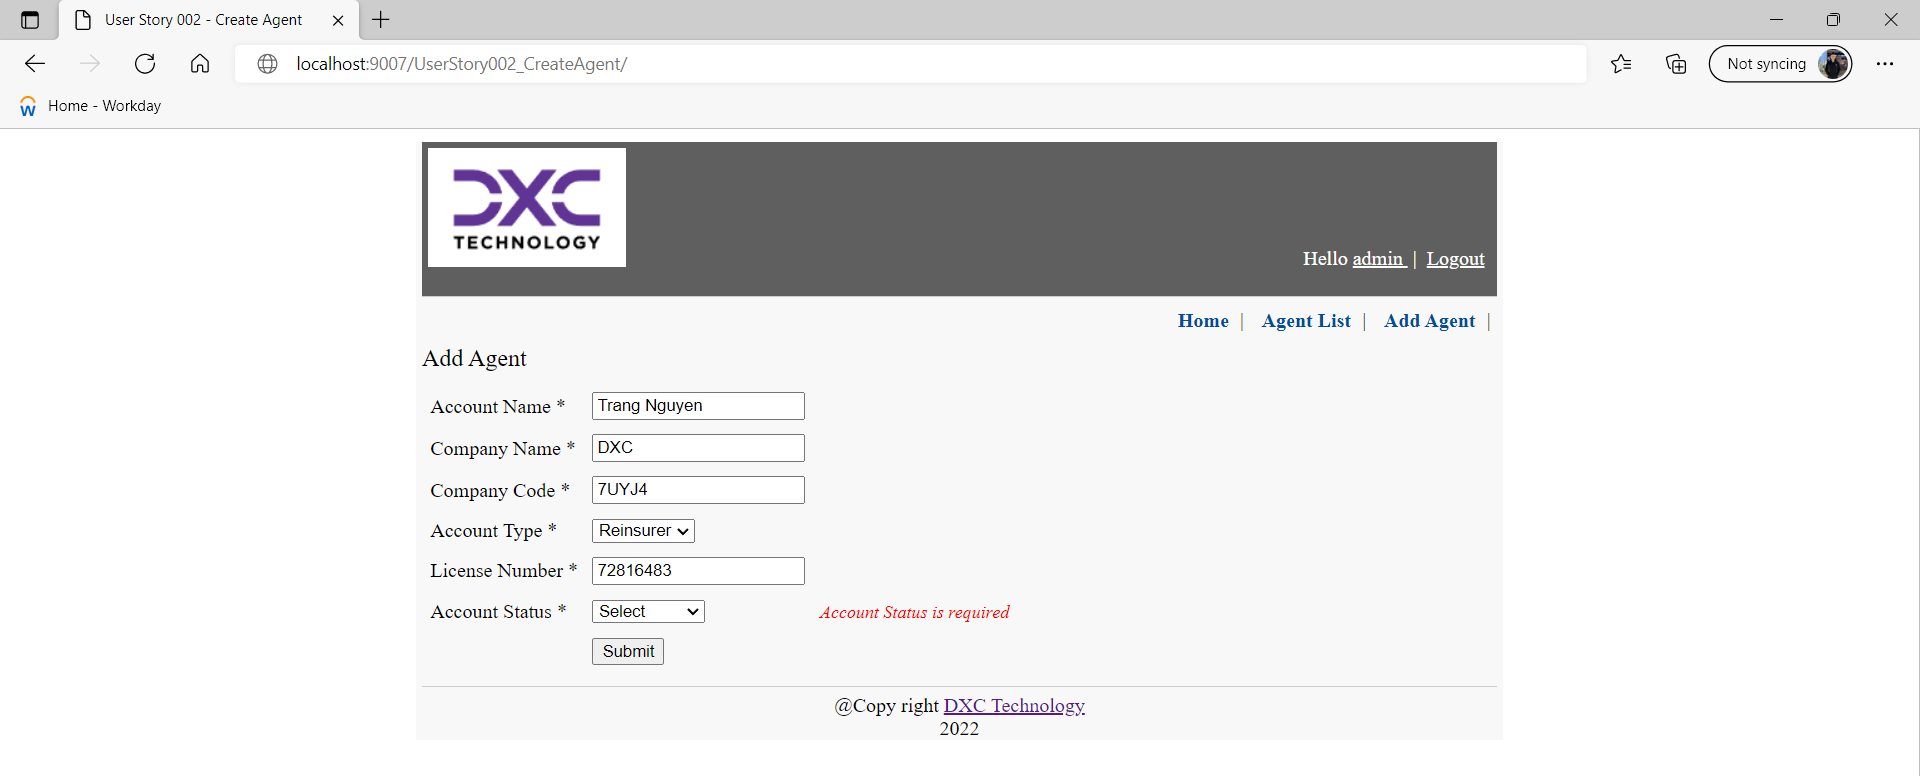 User Story 002 - Create Agent
localhost:9007/UserStory002_CreateAgent/
Not syncing
Home - Workday
DXC
TECHNOLOGY
Hello admin | Logout
Home | Agent List | Add Agent |
Add Agent
Account Name * Trang Nguyen
Company Name * DXC
Company Code * 7UYJ4
Account Type * Reinsurer
License Number * 72816483
Account Status * Select Account Status is required
Submit
@Copy right DXC Technology
2022